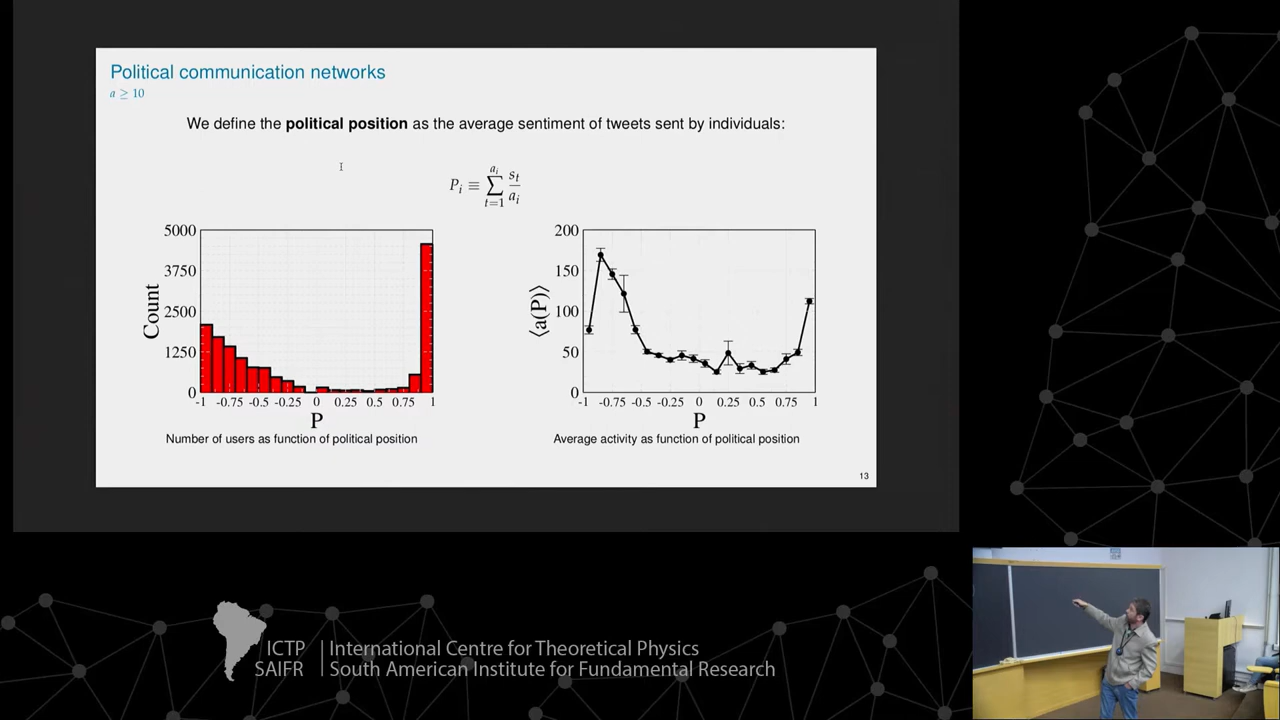 Political communication networks
a ≥ 10
We define the political position as the average sentiment of tweets sent by individuals:
P_i ≡ ∑_{t=1}^{a_i} s_t / a_i
5000
3750
2500
1250
0
Count
-1 -0.75 -0.5 -0.25 0 0.25 0.5 0.75 1
P
Number of users as function of political position
200
150
100
50
0
⟨a(P)⟩
-1 -0.75 -0.5 -0.25 0 0.25 0.5 0.75 1
P
Average activity as function of political position
13
ICTP International Centre for Theoretical Physics
SAIFR South American Institute for Fundamental Research